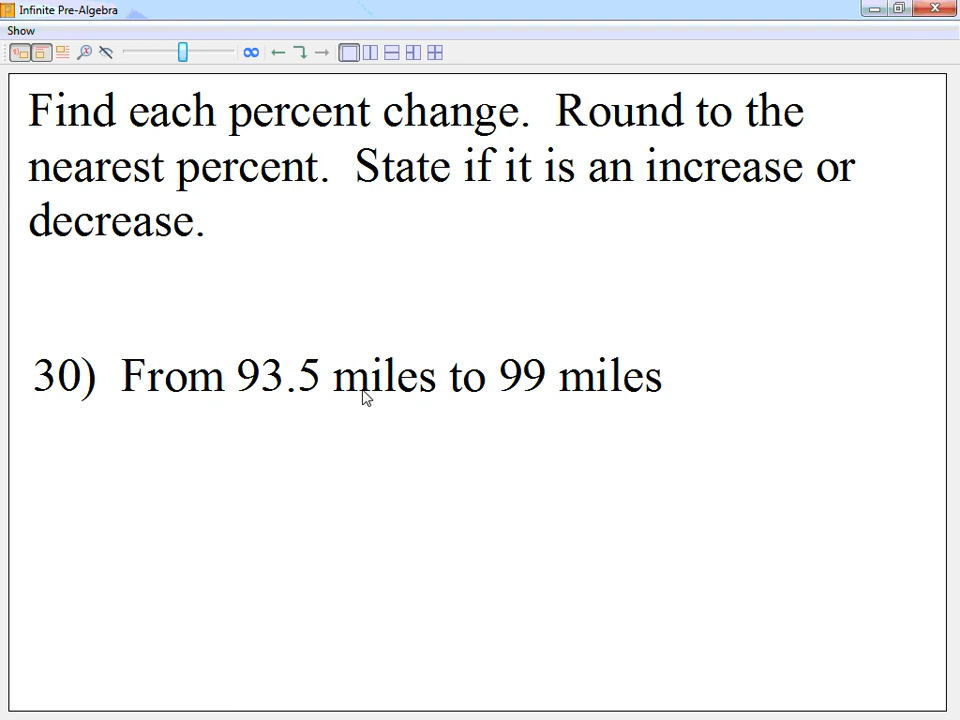 Infinite Pre-Algebra
Show
Find each percent change.  Round to the
nearest percent.  State if it is an increase or
decrease.
30)  From 93.5 miles to 99 miles